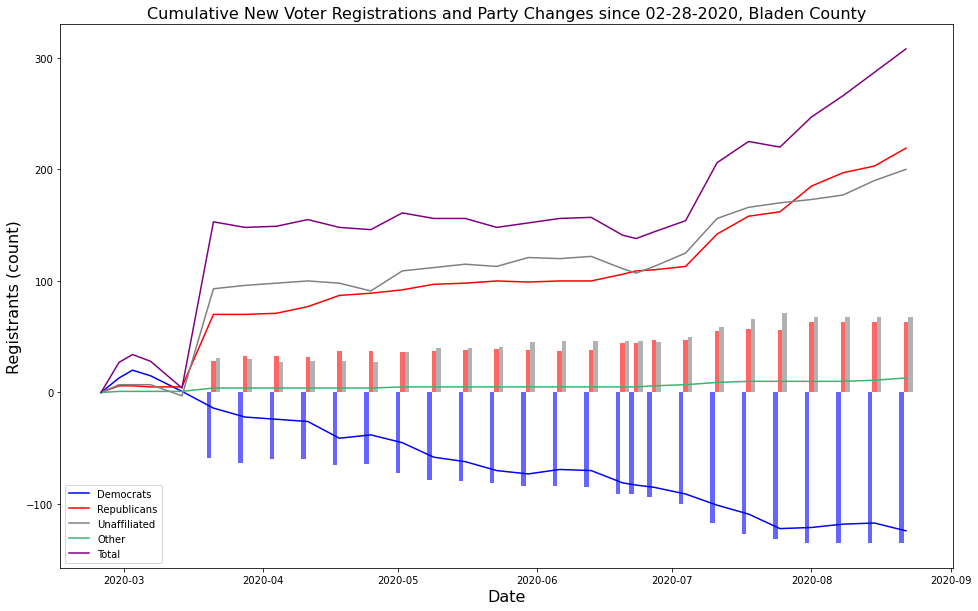 Cumulative New Voter Registrations and Party Changes since 02-28-2020, Bladen County
Registrants (count)
300
200
100
0
−100
Democrats
Republicans
Unaffiliated
Other
Total
2020-03
2020-04
2020-05
2020-06
2020-07
2020-08
2020-09
Date